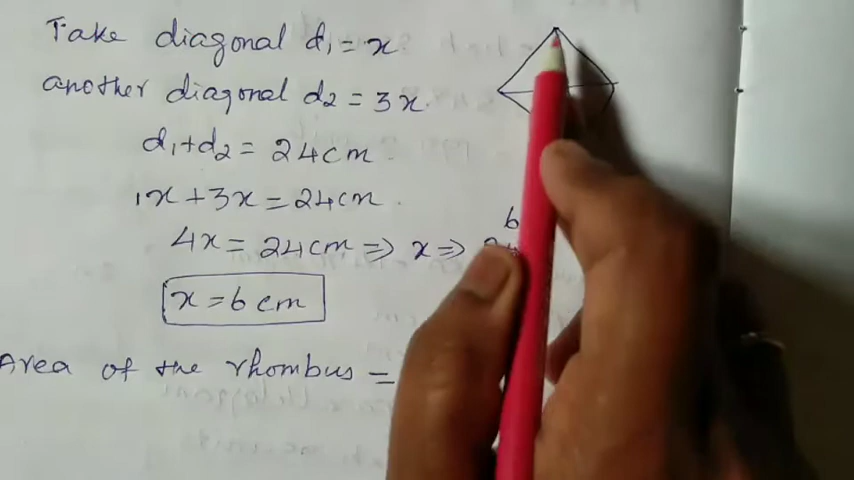 Take diagonal d₁ = x
another diagonal d₂ = 3x.
d₁+d₂ = 24cm.
1x + 3x = 24cm.
4x = 24cm ⇒ x ⇒
6
x = 6 cm
Area of the rhombus =